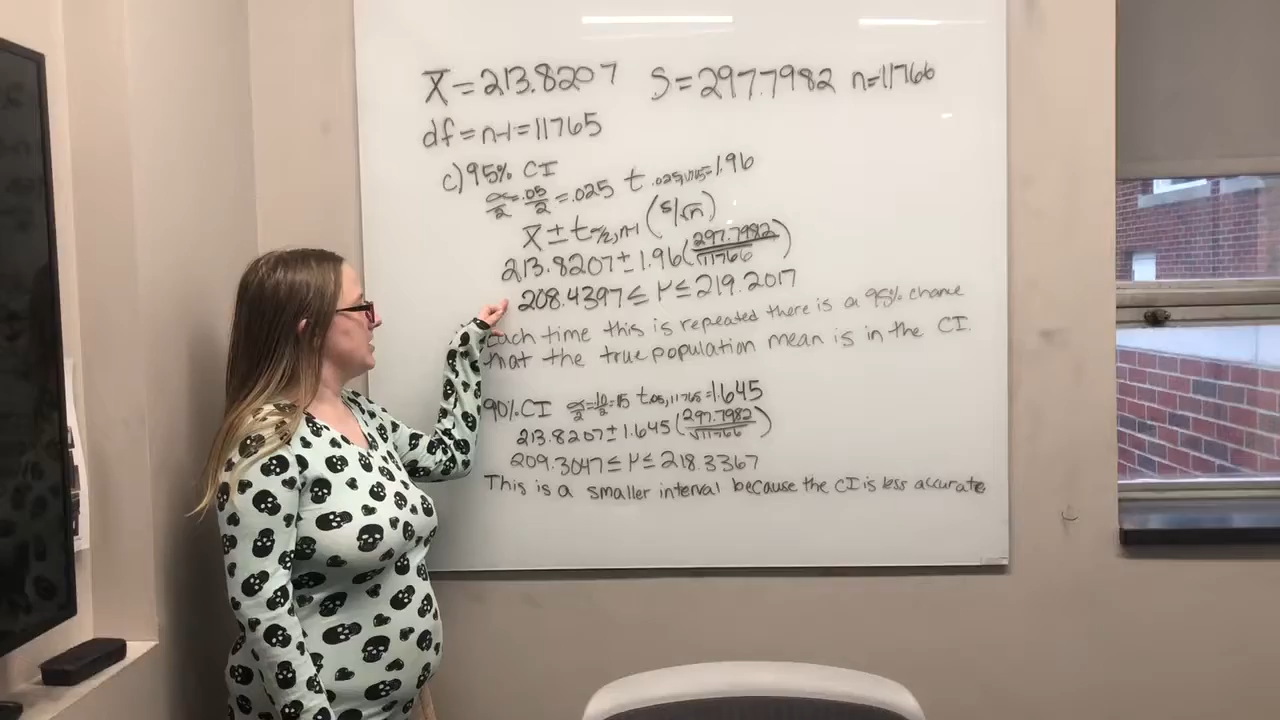 X̄ = 213.8207 S = 297.7982 n = 11766
df = n-1 = 11765
c) 95% CI
α/2 = .05/2 = .025 t .025, 11765 = 1.96
X̄ ± t α/2, n-1 (S/√n)
213.8207 ± 1.96 (297.7982/√11766)
208.4397 ≤ μ ≤ 219.2017
Each time this is repeated there is a 95% chance
that the true population mean is in the CI.
90% CI α/2 = .10/2 = .05 t.05, 11765 = 1.645
213.8207 ± 1.645 (297.7982/√11766)
209.3047 ≤ μ ≤ 218.3367
This is a smaller interval because the CI is less accurate